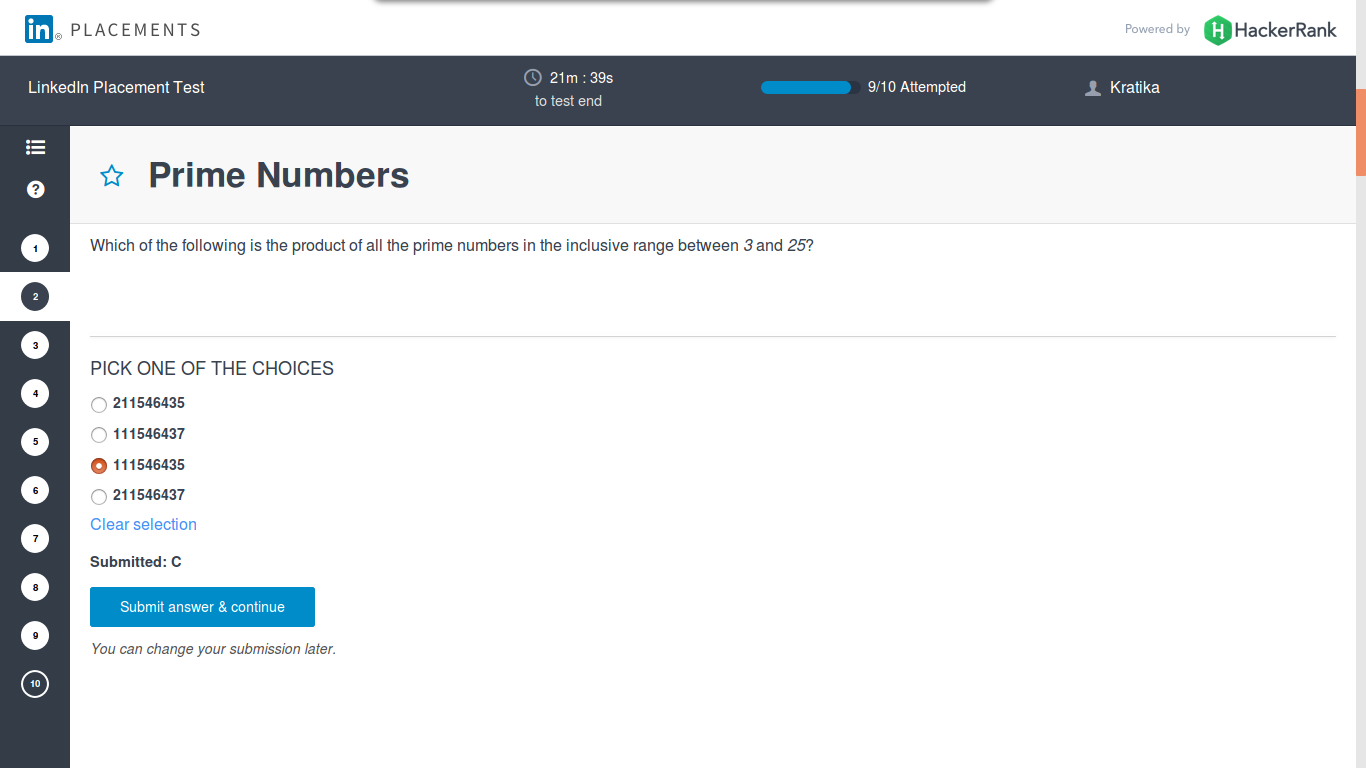 in® PLACEMENTS
Powered by HackerRank
LinkedIn Placement Test
21m : 39s
to test end
9/10 Attempted
Kratika
?
Prime Numbers
Which of the following is the product of all the prime numbers in the inclusive range between 3 and 25?
1
2
3
4
5
6
7
8
9
10
PICK ONE OF THE CHOICES
211546435
111546437
111546435
211546437
Clear selection
Submitted: C
Submit answer & continue
You can change your submission later.